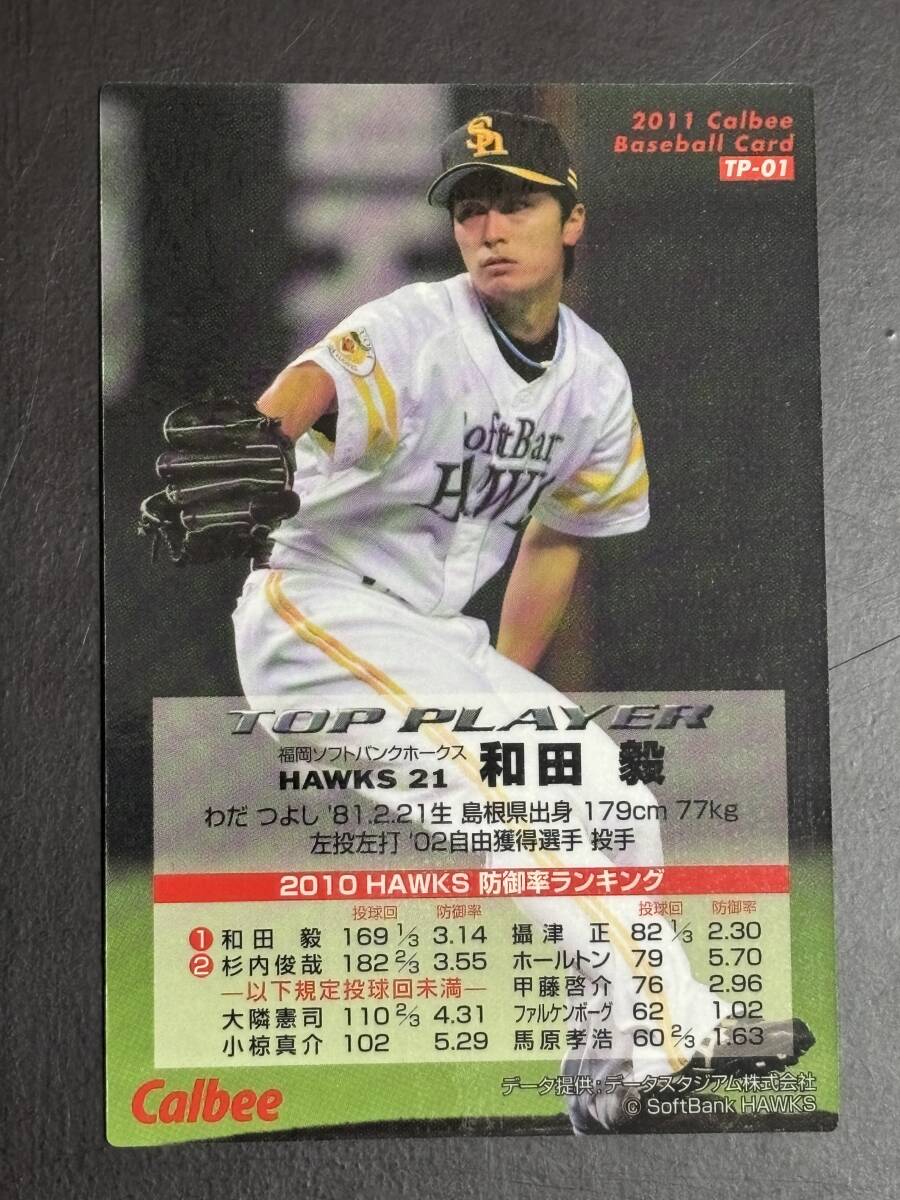 2011 Calbee
Baseball Card
TP-01
SoftBan
HAWK
TOP PLAYER
福岡ソフトバンクホークス
HAWKS 21 和田 毅
わだ つよし '81.2.21生 島根県出身 179cm 77kg
左投左打 '02自由獲得選手 投手
2010 HAWKS 防御率ランキング
投球回 防御率 投球回 防御率
1 和田 毅 169 1/3 3.14 攝津 正 82 1/3 2.30
2 杉内俊哉 182 2/3 3.55 ホールトン 79 5.70
―以下規定投球回未満― 甲藤啓介 76 2.96
大隣憲司 110 2/3 4.31 ファルケンボーグ 62 1.02
小椋真介 102 5.29 馬原孝浩 60 2/3 1.63
Calbee
データ提供:データスタジアム株式会社
© SoftBank HAWKS